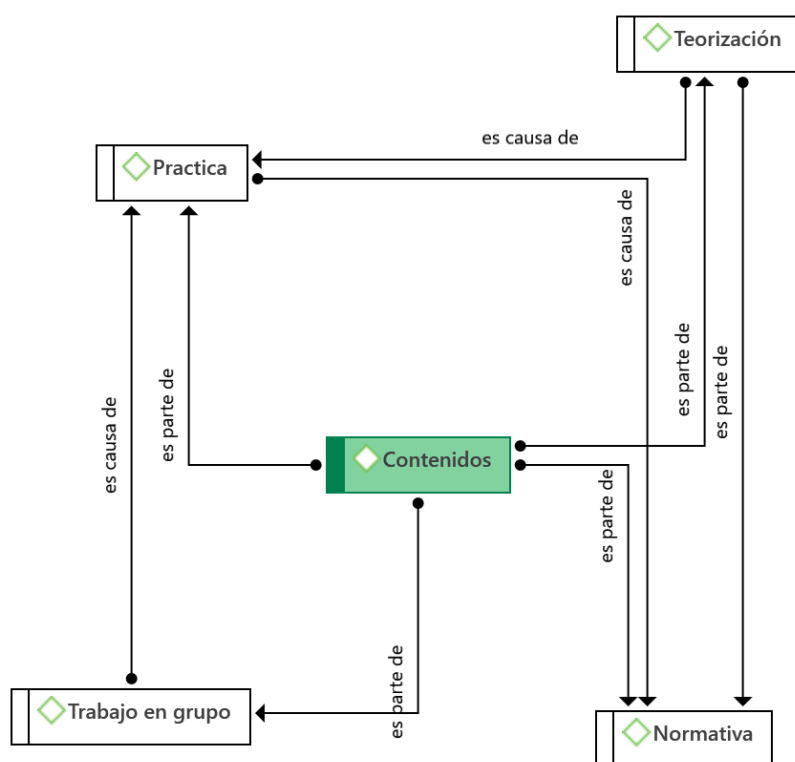 Teorización
es causa de
Practica
es causa de
es parte de
es parte de
es causa de
es parte de
Contenidos
es parte de
es parte de
Trabajo en grupo
Normativa